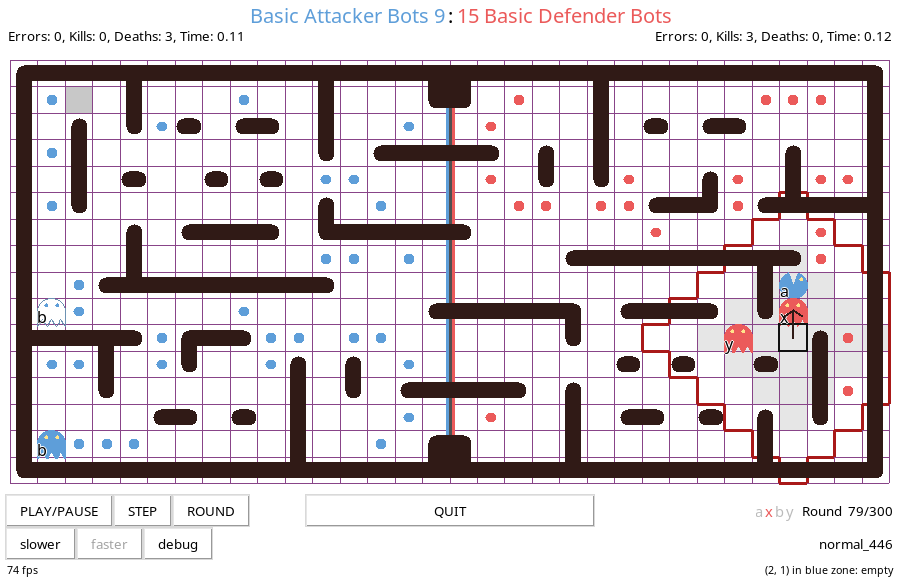 Basic Attacker Bots 9 : 15 Basic Defender Bots
Errors: 0, Kills: 0, Deaths: 3, Time: 0.11
Errors: 0, Kills: 3, Deaths: 0, Time: 0.12
a
b
x
y
b
PLAY/PAUSE
STEP
ROUND
QUIT
a x b y
Round 79/300
slower
faster
debug
normal_446
74 fps
(2, 1) in blue zone: empty